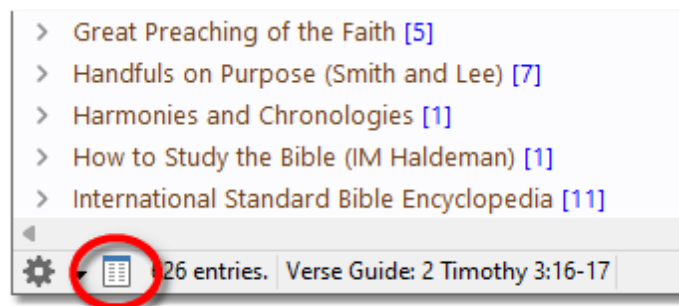 Great Preaching of the Faith [5]
Handfuls on Purpose (Smith and Lee) [7]
Harmonies and Chronologies [1]
How to Study the Bible (IM Haldeman) [1]
International Standard Bible Encyclopedia [11]
entries. Verse Guide: 2 Timothy 3:16-17